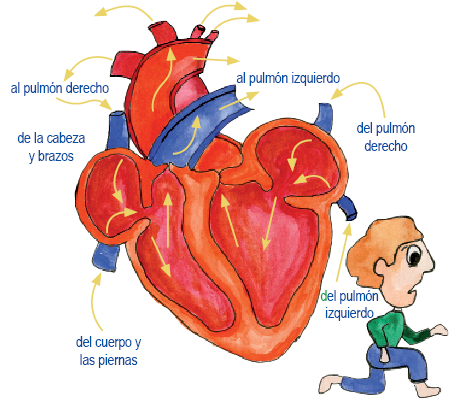 al pulmón izquierdo
al pulmón derecho
de la cabeza
y brazos
del pulmón
derecho
del pulmón
izquierdo
del cuerpo y
las piernas